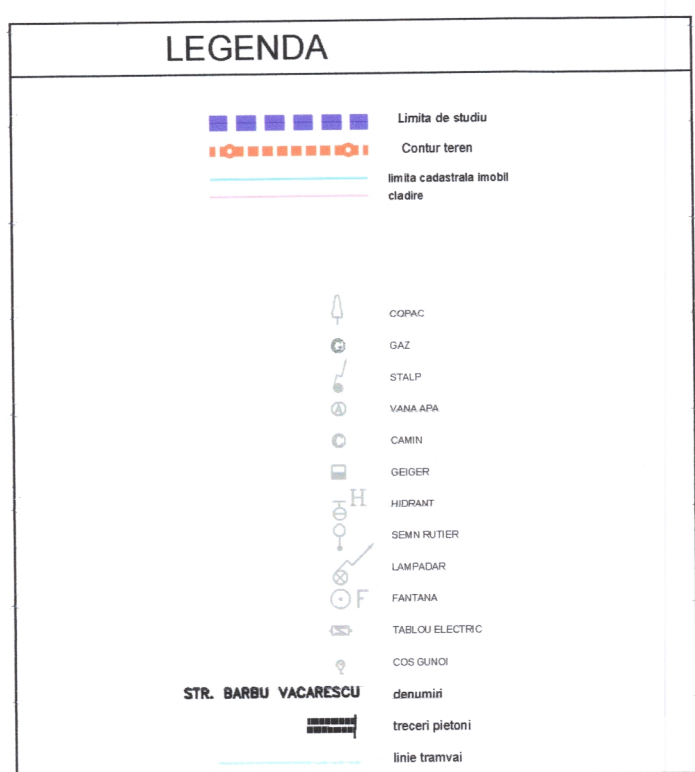 LEGENDA
Limita de studiu
Contur teren
limita cadastrala imobil
cladire
COPAC
G GAZ
STALP
A VANA APA
C CAMIN
GEIGER
H HIDRANT
SEMN RUTIER
LAMPADAR
F FANTANA
TABLOU ELECTRIC
COS GUNOI
STR. BARBU VACARESCU denumiri
treceri pietoni
linie tramvai